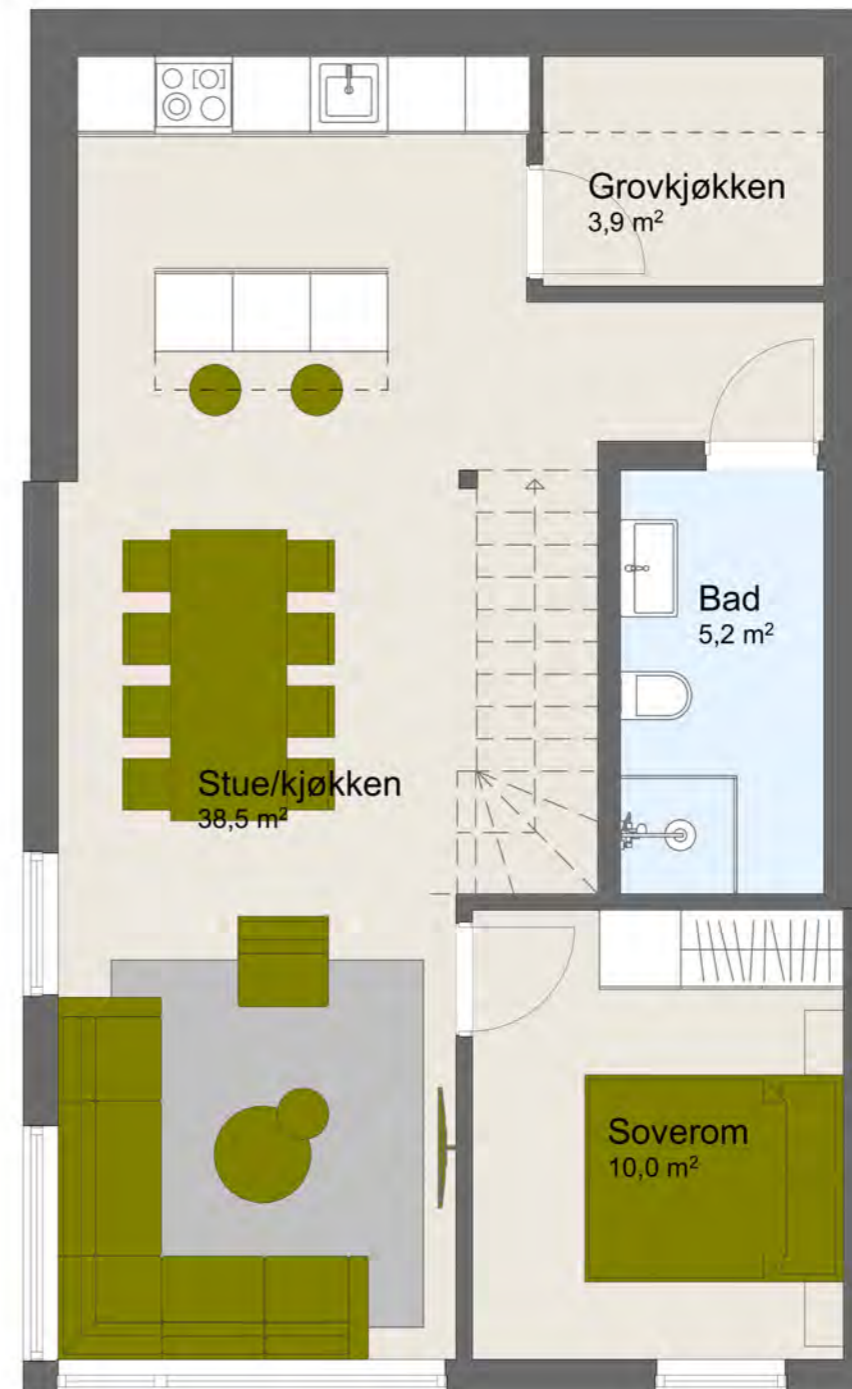 Grovkjøkken
3,9 m²
Bad
5,2 m²
Stue/kjøkken
38,5 m²
Soverom
10,0 m²